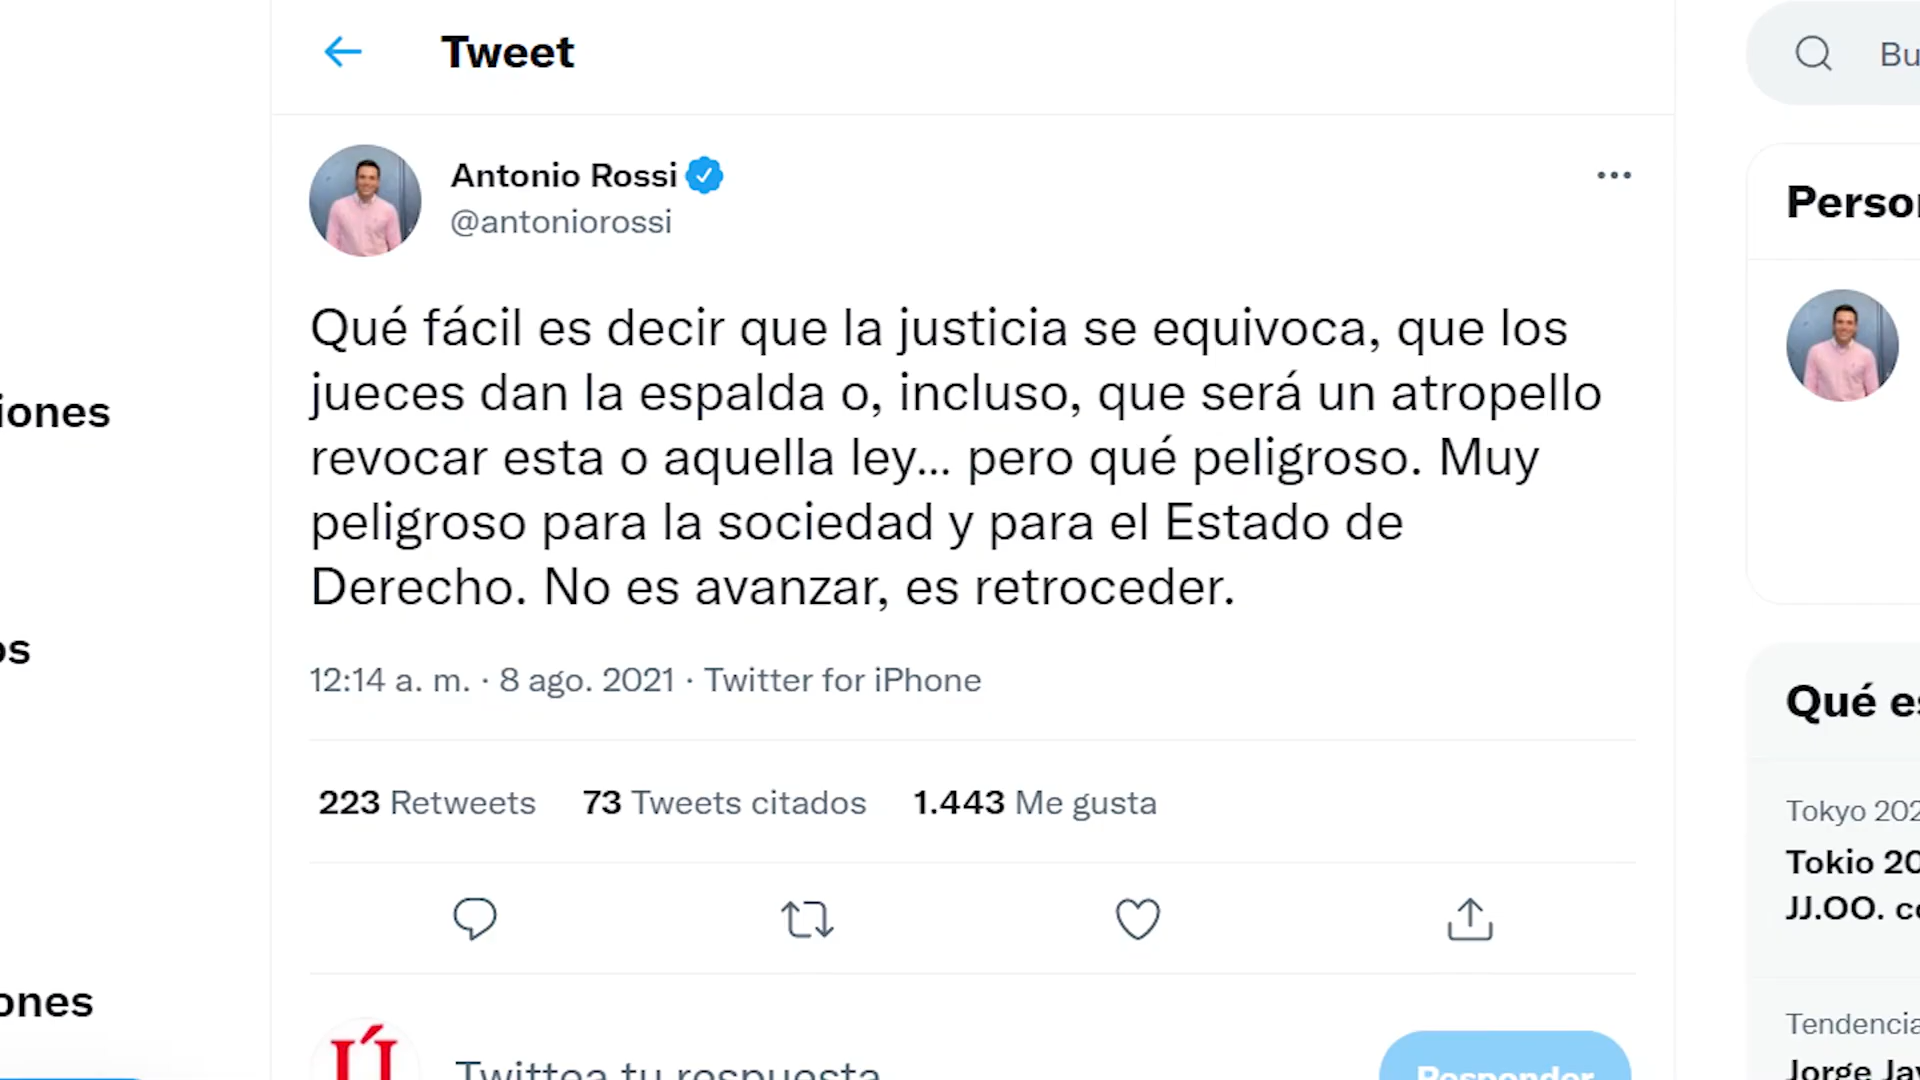 Tweet
Bu
Antonio Rossi
@antoniorossi
Qué fácil es decir que la justicia se equivoca, que los
jueces dan la espalda o, incluso, que será un atropello
revocar esta o aquella ley... pero qué peligroso. Muy
peligroso para la sociedad y para el Estado de
Derecho. No es avanzar, es retroceder.
12:14 a. m. · 8 ago. 2021 · Twitter for iPhone
223 Retweets 73 Tweets citados 1.443 Me gusta
Ú
Twittea tu respuesta
Responder
iones
os
ones
Person
Qué es
Tokyo 202
Tokio 20
JJ.OO. ce
Tendencia
Jorge Jav